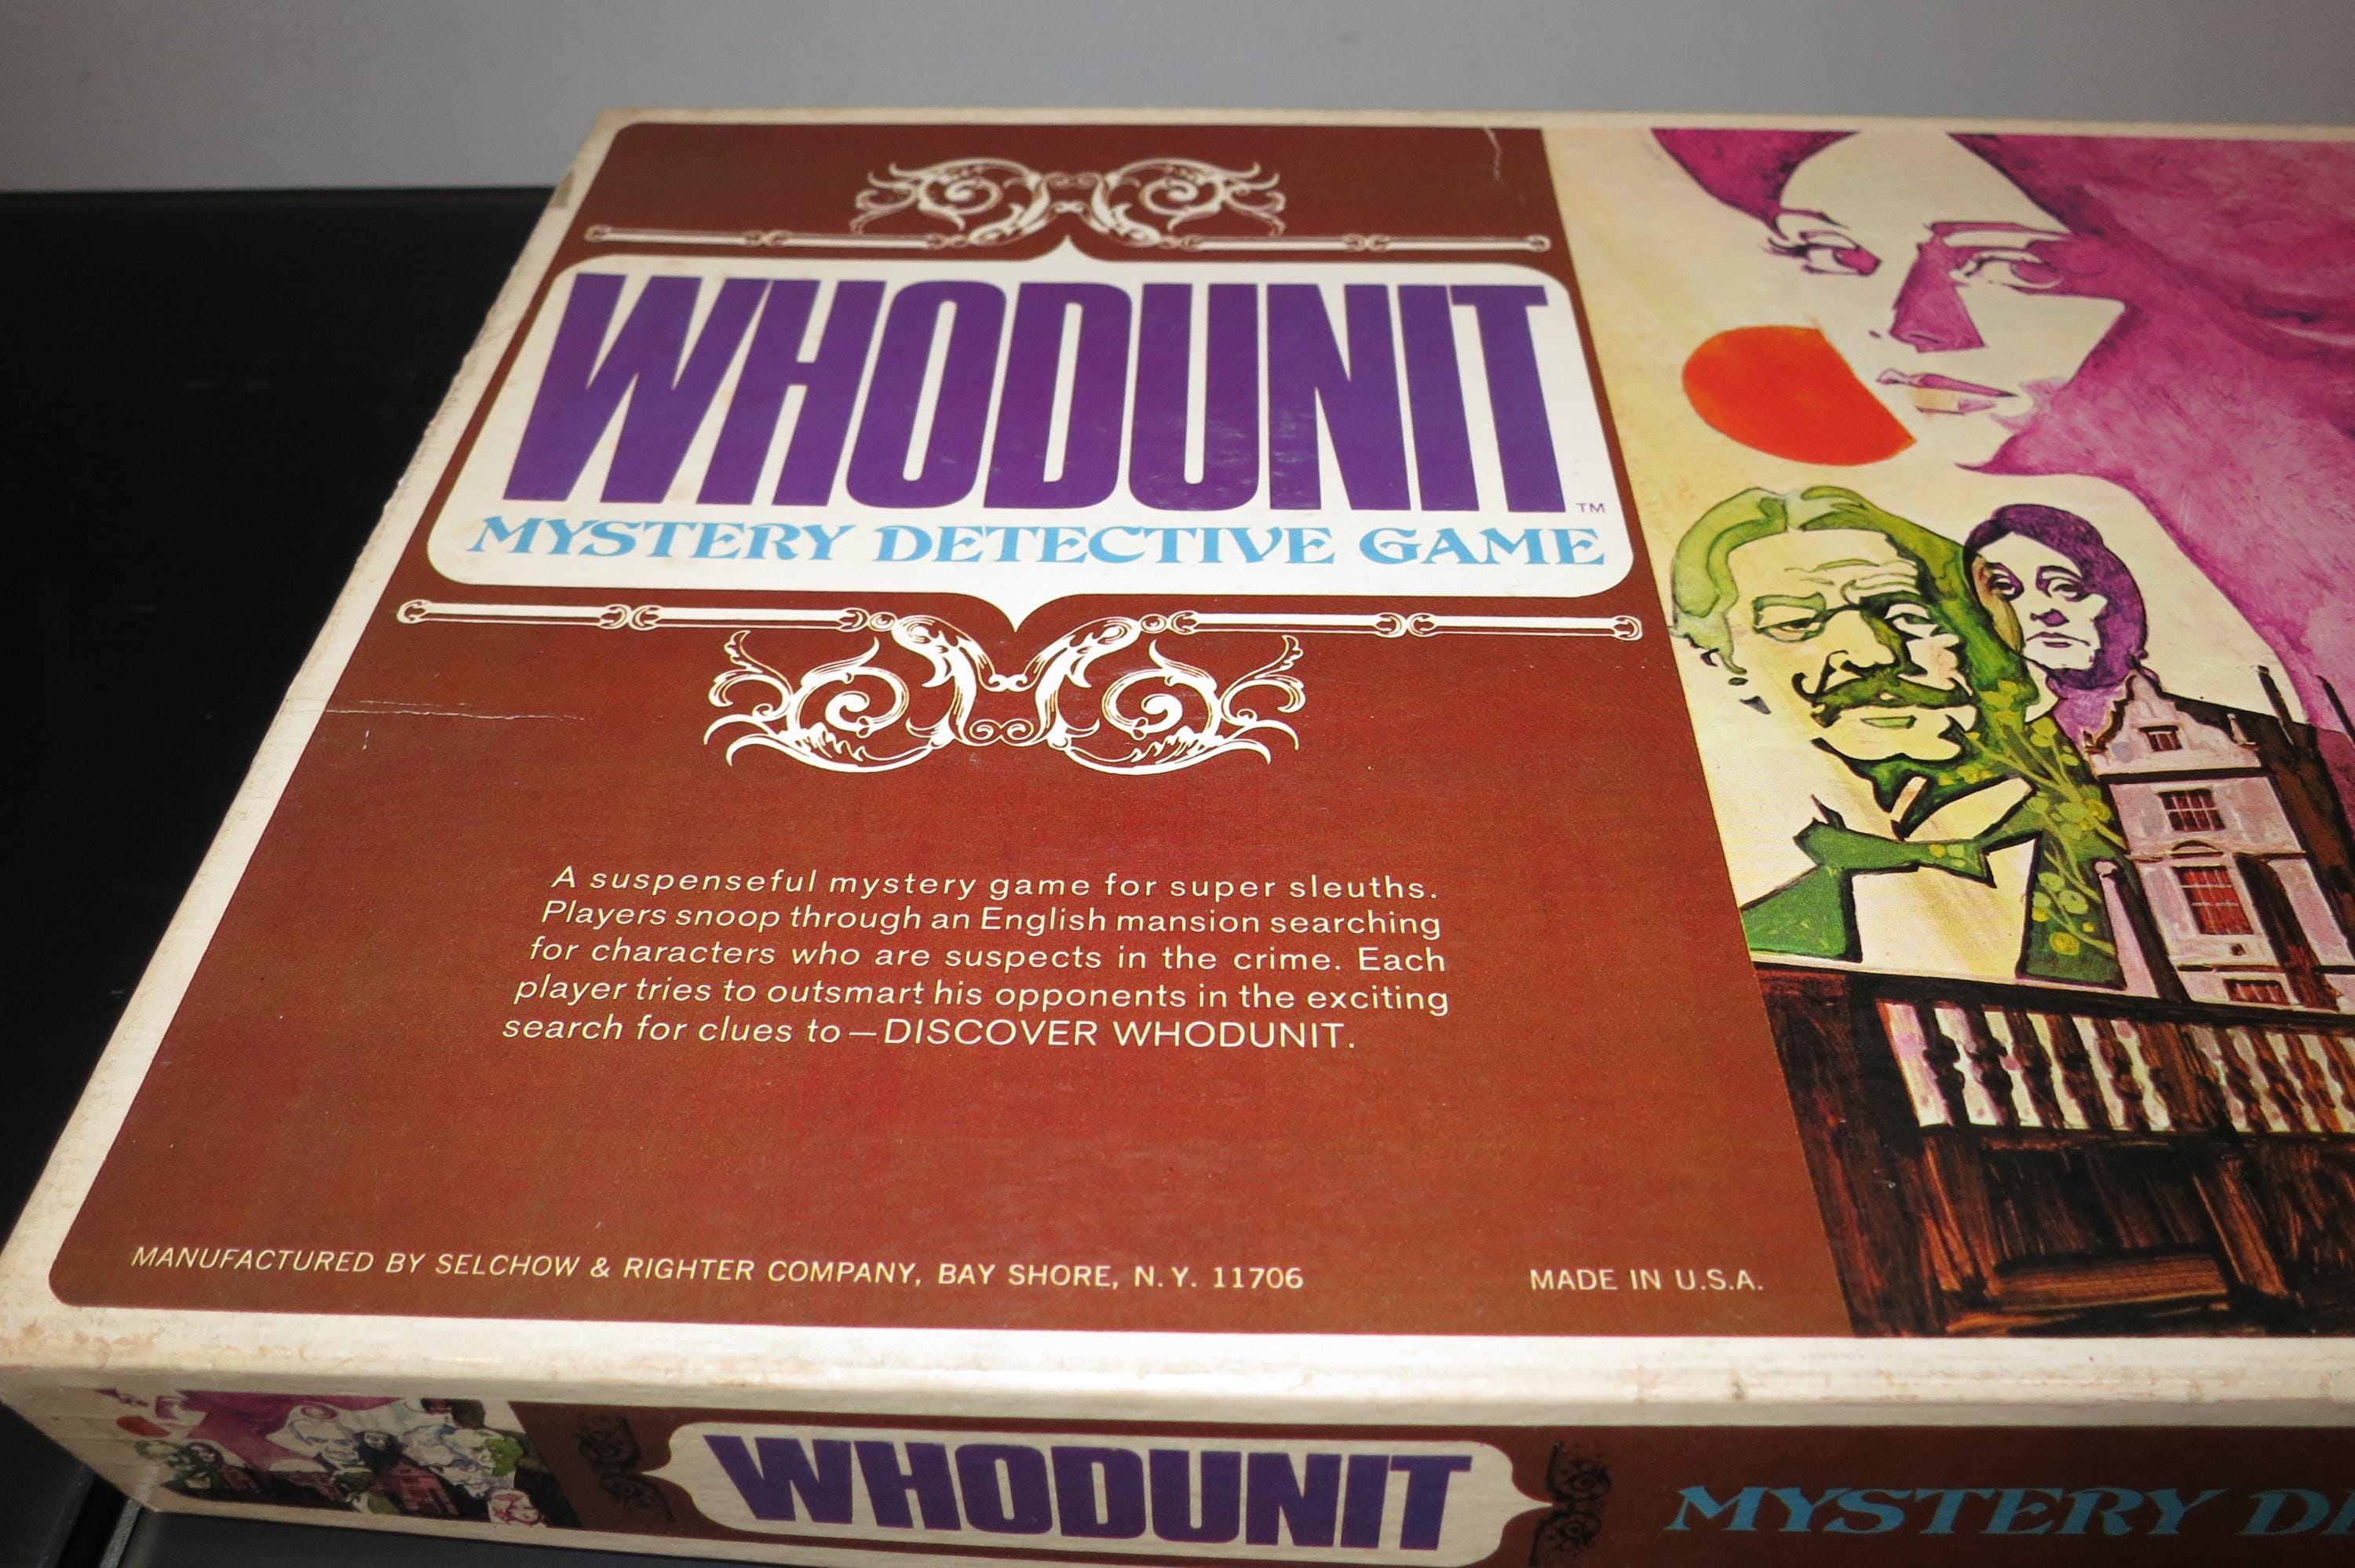 WHODUNIT™
MYSTERY DETECTIVE GAME
A suspenseful mystery game for super sleuths.
Players snoop through an English mansion searching
for characters who are suspects in the crime. Each
player tries to outsmart his opponents in the exciting
search for clues to—DISCOVER WHODUNIT.
MANUFACTURED BY SELCHOW & RIGHTER COMPANY, BAY SHORE, N.Y. 11706
MADE IN U.S.A.
WHODUNIT
MYSTERY